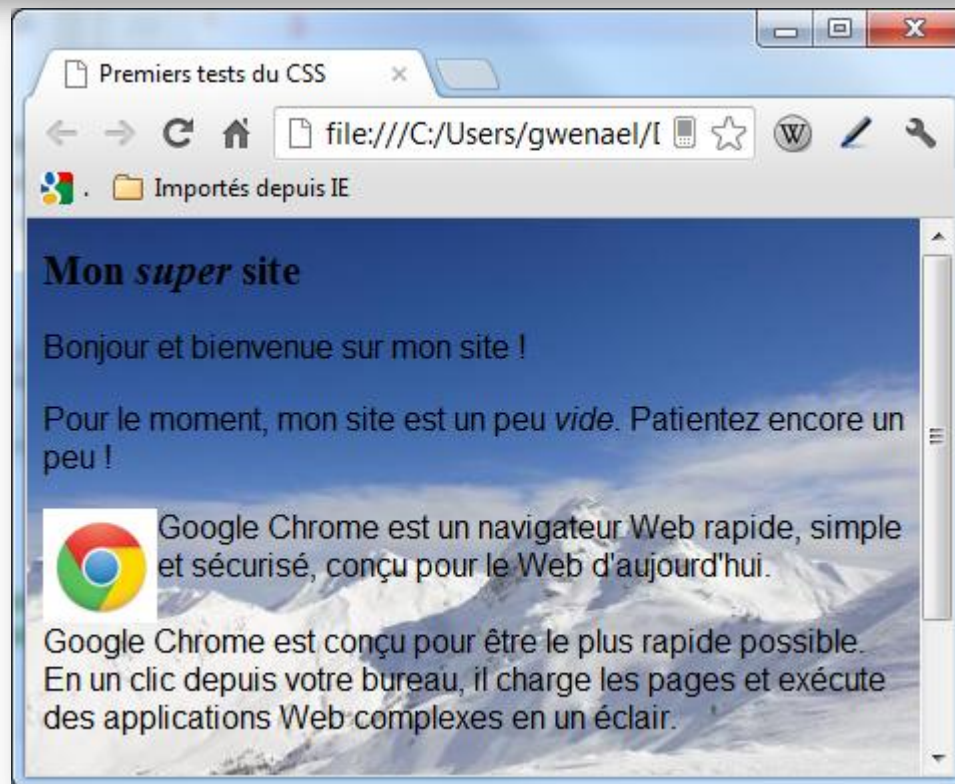 Premiers tests du CSS
file:///C:/Users/gwenael/
W
. Importés depuis IE
Mon super site
Bonjour et bienvenue sur mon site !
Pour le moment, mon site est un peu vide. Patientez encore un
peu !
Google Chrome est un navigateur Web rapide, simple
et sécurisé, conçu pour le Web d'aujourd'hui.
Google Chrome est conçu pour être le plus rapide possible.
En un clic depuis votre bureau, il charge les pages et exécute
des applications Web complexes en un éclair.